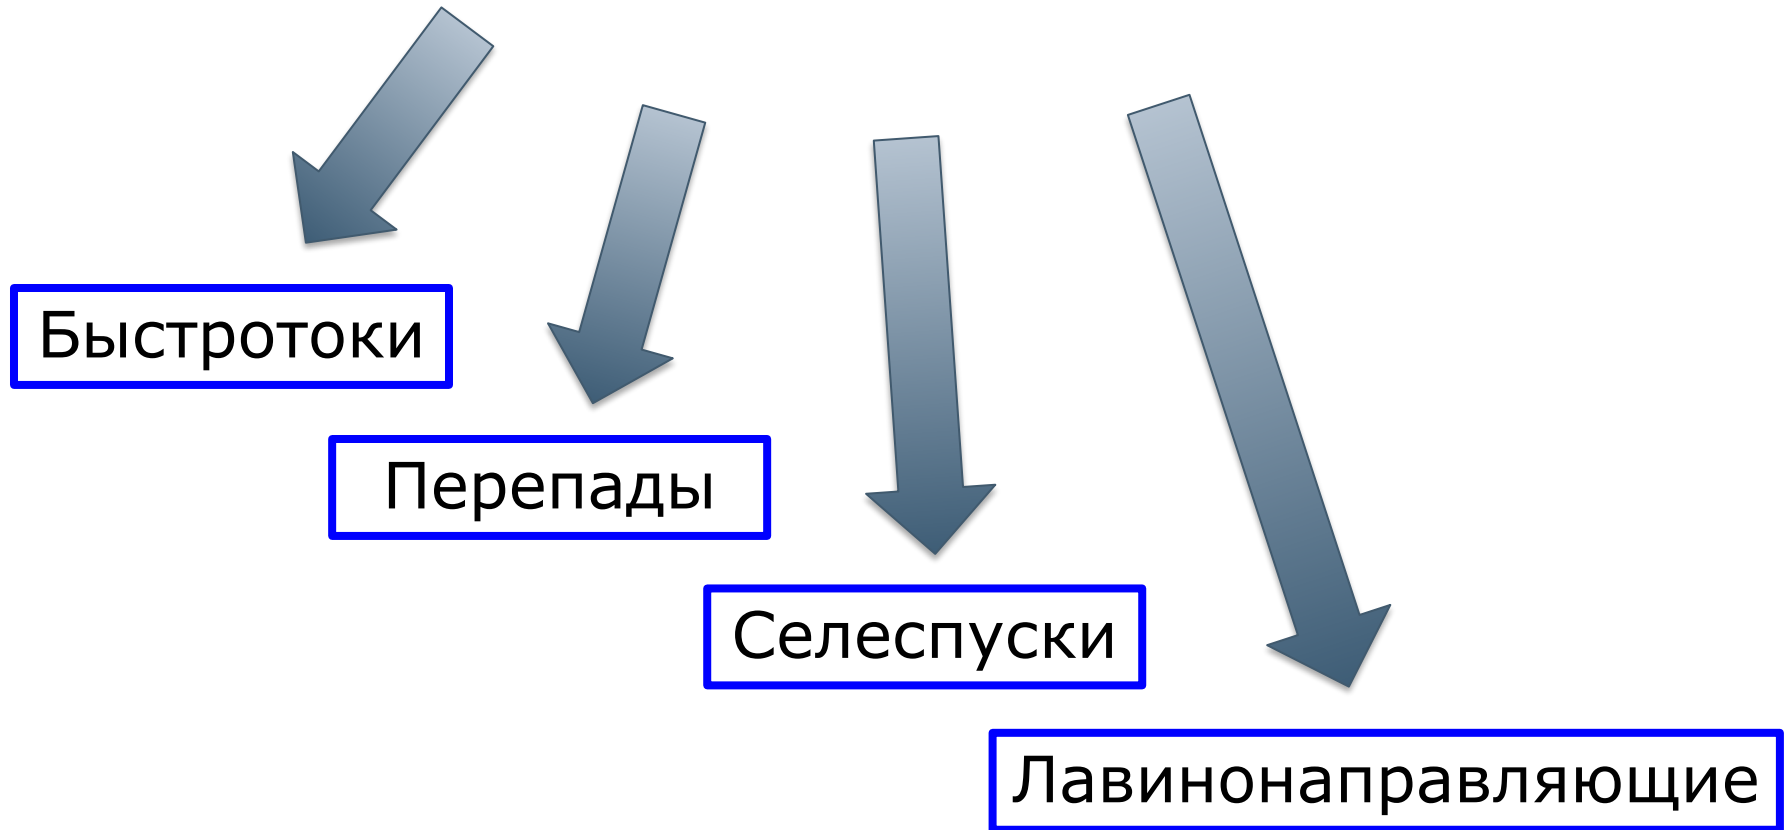 Быстротоки
Перепады
Селеспуски
Лавинонаправляющие